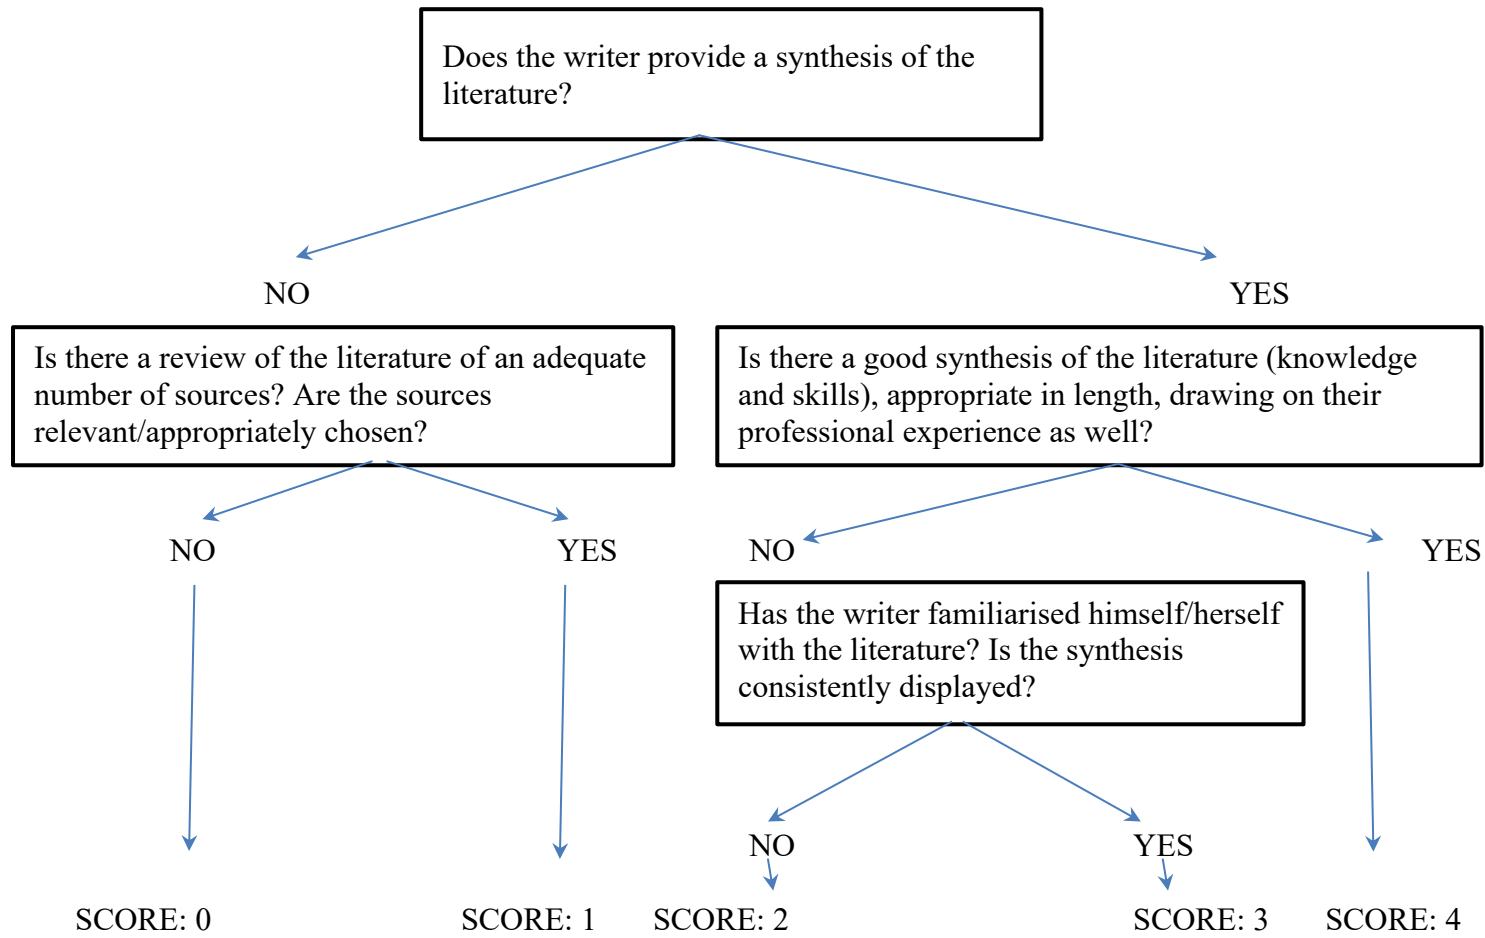 Does the writer provide a synthesis of the
literature?
NO
YES
Is there a review of the literature of an adequate
number of sources? Are the sources
relevant/appropriately chosen?
Is there a good synthesis of the literature (knowledge
and skills), appropriate in length, drawing on their
professional experience as well?
NO
YES
NO
YES
Has the writer familiarised himself/herself
with the literature? Is the synthesis
consistently displayed?
NO
YES
SCORE: 0
SCORE: 1
SCORE: 2
SCORE: 3
SCORE: 4